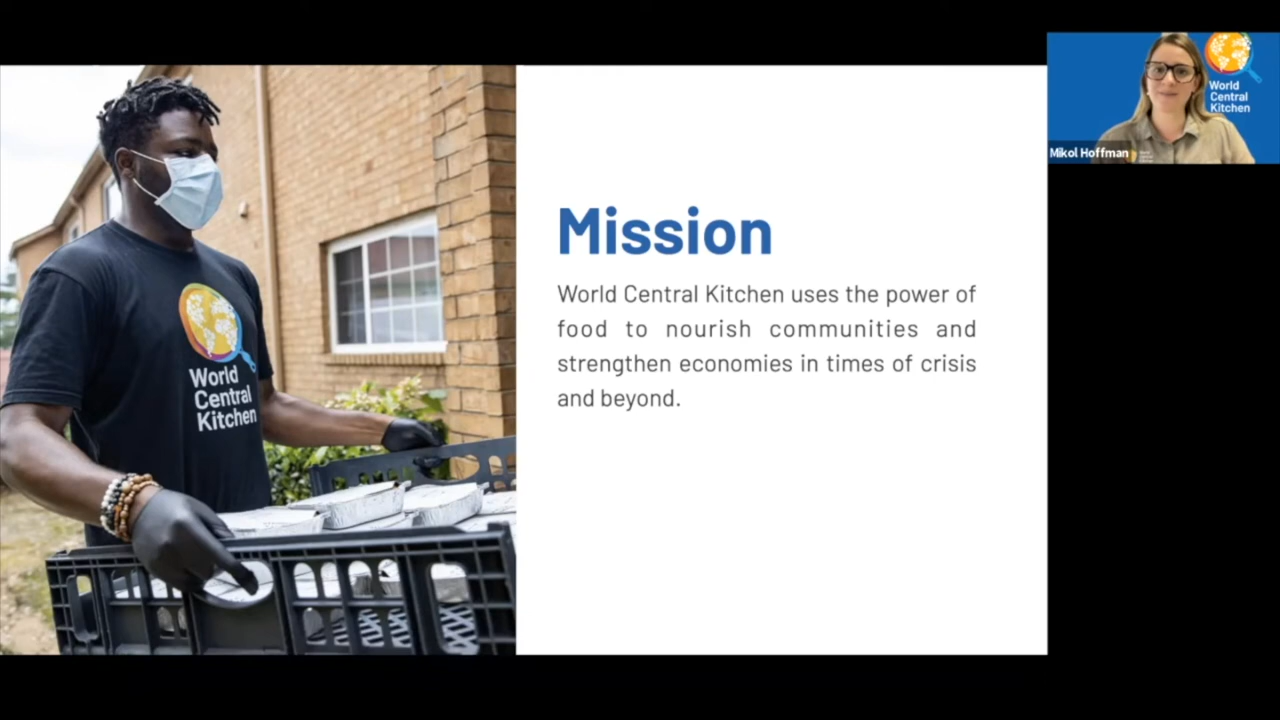 Mission
World Central Kitchen uses the power of
food to nourish communities and
strengthen economies in times of crisis
and beyond.
World
Central
Kitchen
World
Central
Kitchen
Mikol Hoffman